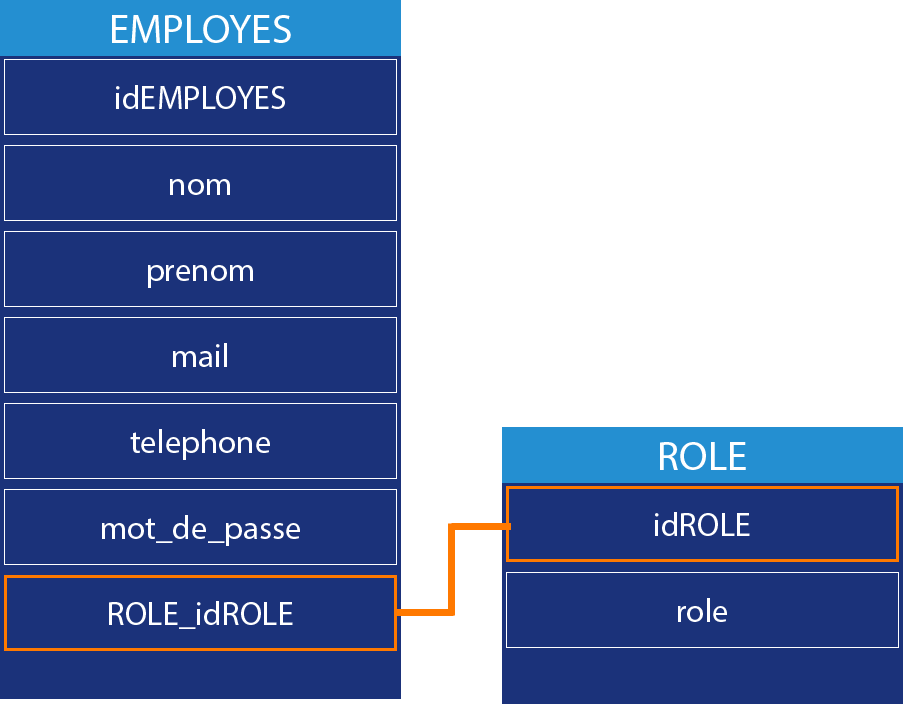 EMPLOYES
idEMPLOYES
nom
prenom
mail
telephone
mot_de_passe
ROLE_idROLE
ROLE
idROLE
role